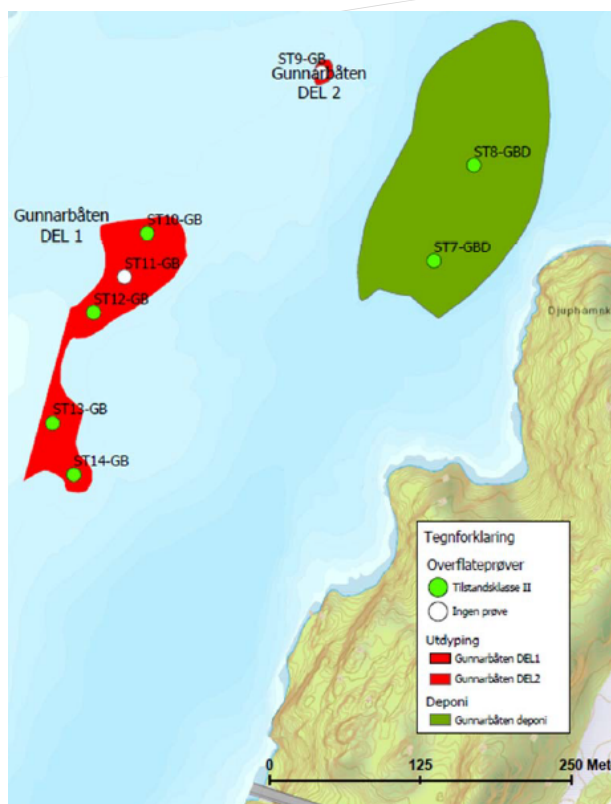 ST9-GB
Gunnarbåten
DEL 2
ST8-GBD
ST10-GB
Gunnarbåten
DEL 1
ST7-GBD
ST11-GB
ST12-GB
Djuphamnk
ST13-GB
ST14-GB
Tegnforklaring
Overflateprøver
Tilstandsklasse II
Ingen prøve
Utdyping
Gunnarbåten DEL1
Gunnarbåten DEL2
Deponi
Gunnarbåten deponi
0 125 250 Met